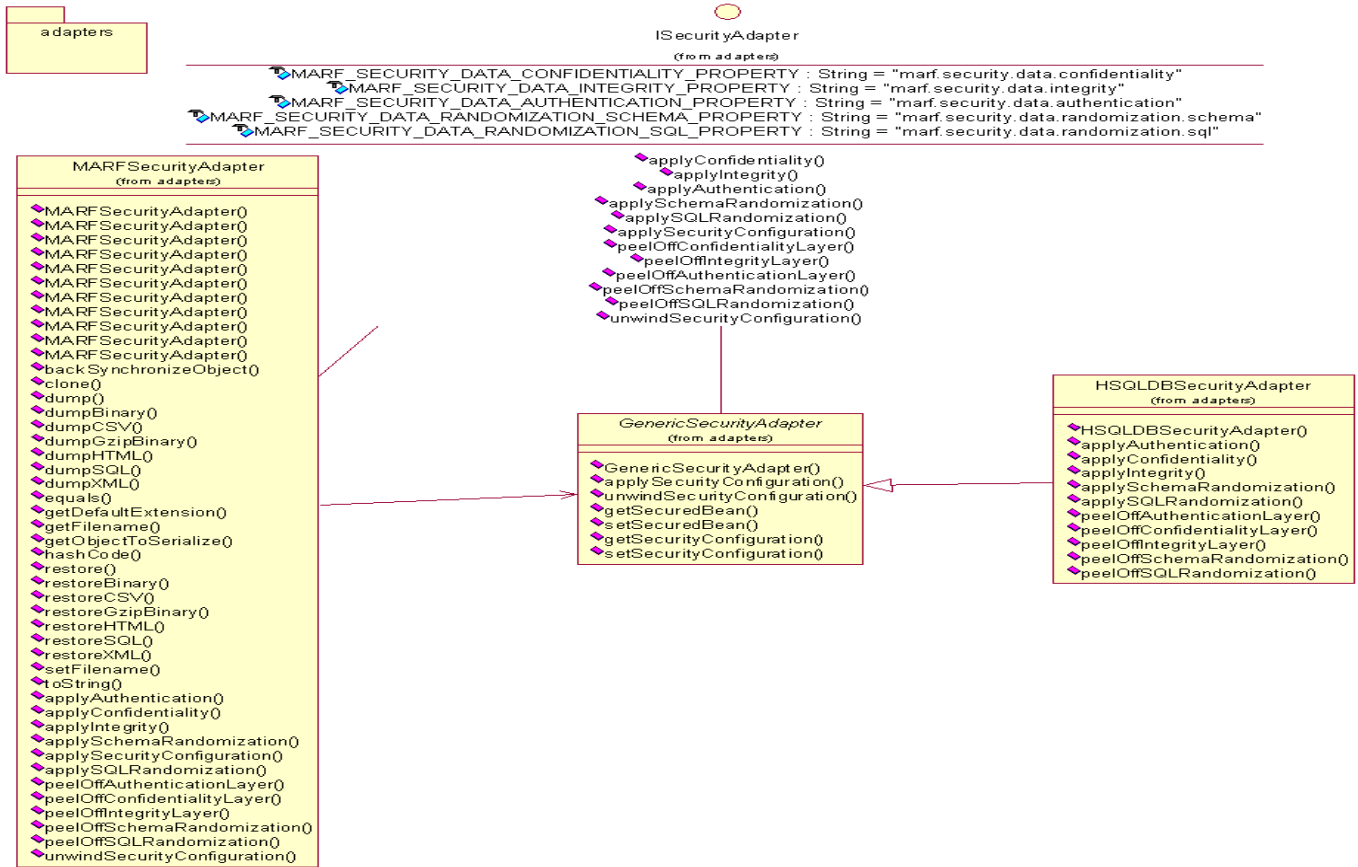 adapters
ISecurityAdapter
(from adapters)
MARF_SECURITY_DATA_CONFIDENTIALITY_PROPERTY : String = "marf.security.data.confidentiality"
MARF_SECURITY_DATA_INTEGRITY_PROPERTY : String = "marf.security.data.integrity"
MARF_SECURITY_DATA_AUTHENTICATION_PROPERTY : String = "marf.security.data.authentication"
MARF_SECURITY_DATA_RANDOMIZATION_SCHEMA_PROPERTY : String = "marf.security.data.randomization.schema"
MARF_SECURITY_DATA_RANDOMIZATION_SQL_PROPERTY : String = "marf.security.data.randomization.sql"
applyConfidentiality()
applyIntegrity()
applyAuthentication()
applySchemaRandomization()
applySQLRandomization()
applySecurityConfiguration()
peelOffConfidentialityLayer()
peelOffIntegrityLayer()
peelOffAuthenticationLayer()
peelOffSchemaRandomization()
peelOffSQLRandomization()
unwindSecurityConfiguration()
MARFSecurityAdapter
(from adapters)
MARFSecurityAdapter()
MARFSecurityAdapter()
MARFSecurityAdapter()
MARFSecurityAdapter()
MARFSecurityAdapter()
MARFSecurityAdapter()
MARFSecurityAdapter()
MARFSecurityAdapter()
MARFSecurityAdapter()
MARFSecurityAdapter()
MARFSecurityAdapter()
backSynchronizeObject()
clone()
dump()
dumpBinary()
dumpCSV()
dumpGzipBinary()
dumpHTML()
dumpSQL()
dumpXML()
equals()
getDefaultExtension()
getFilename()
getObjectToSerialize()
hashCode()
restore()
restoreBinary()
restoreCSV()
restoreGzipBinary()
restoreHTML()
restoreSQL()
restoreXML()
setFilename()
toString()
applyAuthentication()
applyConfidentiality()
applyIntegrity()
applySchemaRandomization()
applySecurityConfiguration()
applySQLRandomization()
peelOffAuthenticationLayer()
peelOffConfidentialityLayer()
peelOffIntegrityLayer()
peelOffSchemaRandomization()
peelOffSQLRandomization()
unwindSecurityConfiguration()
GenericSecurityAdapter
(from adapters)
GenericSecurityAdapter()
applySecurityConfiguration()
unwindSecurityConfiguration()
getSecuredBean()
setSecuredBean()
getSecurityConfiguration()
setSecurityConfiguration()
HSQLDBSecurityAdapter
(from adapters)
HSQLDBSecurityAdapter()
applyAuthentication()
applyConfidentiality()
applyIntegrity()
applySchemaRandomization()
applySQLRandomization()
peelOffAuthenticationLayer()
peelOffConfidentialityLayer()
peelOffIntegrityLayer()
peelOffSchemaRandomization()
peelOffSQLRandomization()